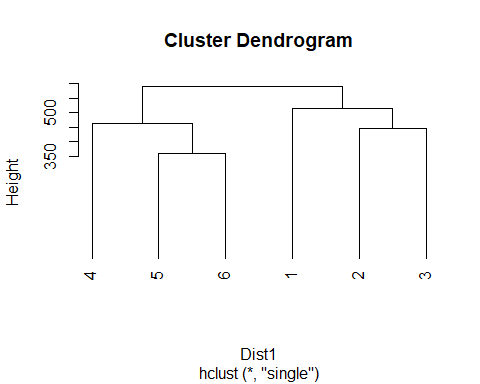 Cluster Dendrogram
Height
500
350
4 5 6 1 2 3
Dist1
hclust (*, "single")